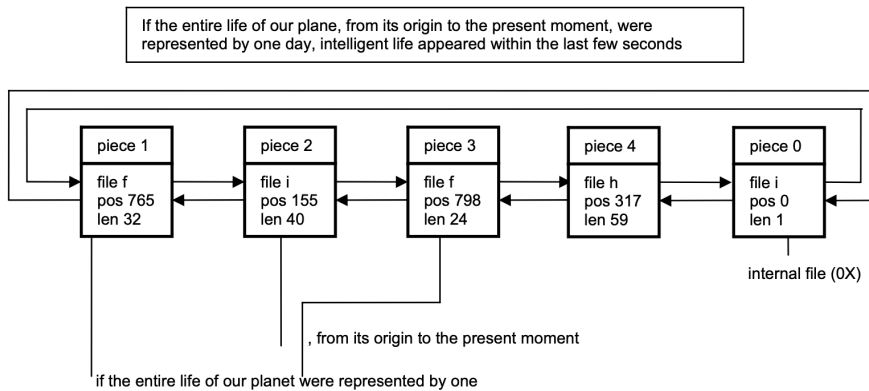 If the entire life of our plane, from its origin to the present moment, were
represented by one day, intelligent life appeared within the last few seconds
piece 1
file f
pos 765
len 32
piece 2
file i
pos 155
len 40
piece 3
file f
pos 798
len 24
piece 4
file h
pos 317
len 59
piece 0
file i
pos 0
len 1
internal file (0X)
, from its origin to the present moment
if the entire life of our planet were represented by one